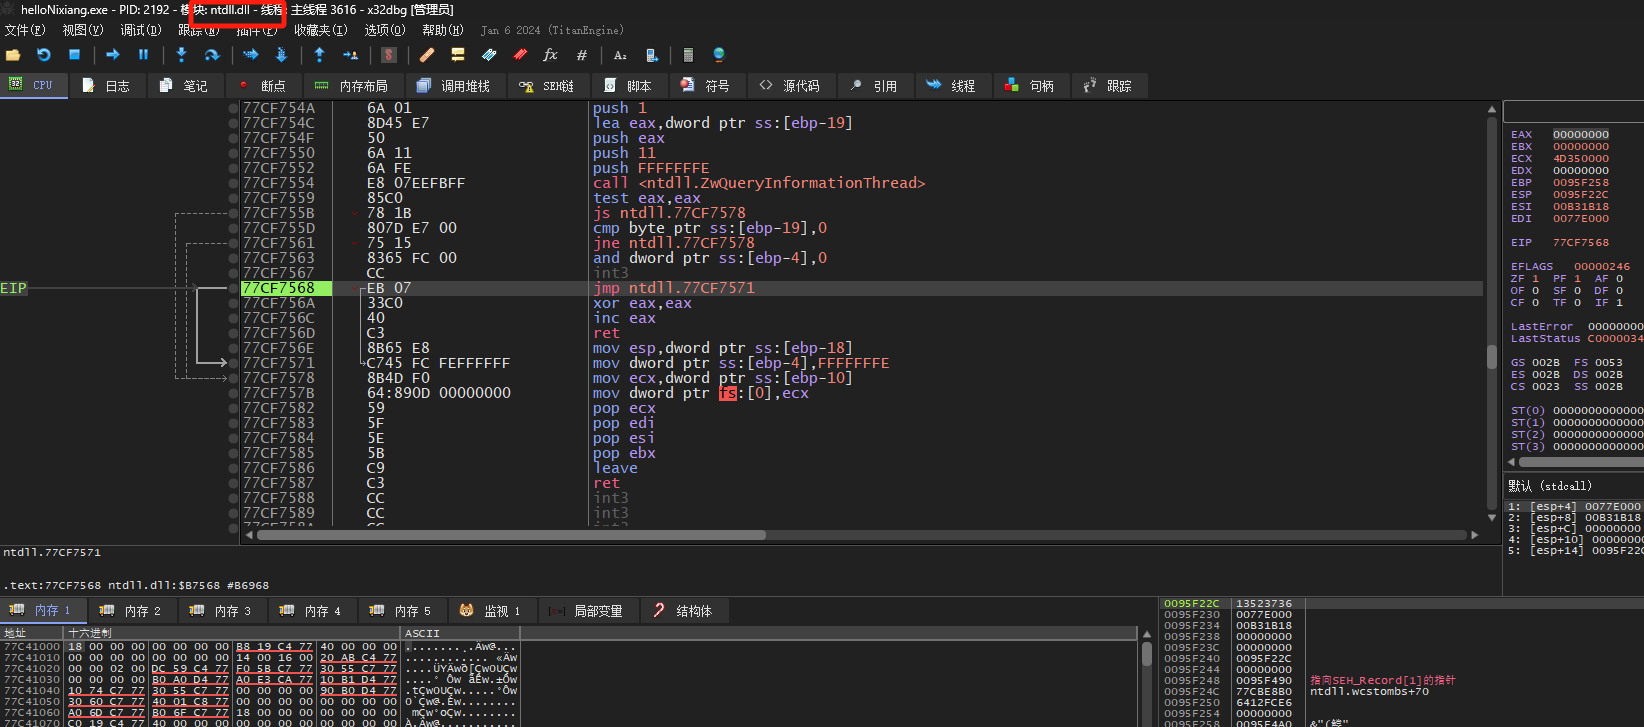 helloNixiang.exe - PID: 2192 - 模块: ntdll.dll - 线程: 主线程 3616 - x32dbg [管理员]
文件(F) 视图(V) 调试(D) 跟踪(N) 插件(P) 收藏夹(I) 选项(O) 帮助(H) Jan 6 2024 (TitanEngine)
CPU 日志 笔记 断点 内存布局 调用堆栈 SEH链 脚本 符号 源代码 引用 线程 句柄 跟踪
77CF754A 6A 01 push 1
77CF754C 8D45 E7 lea eax,dword ptr ss:[ebp-19]
77CF754F 50 push eax
77CF7550 6A 11 push 11
77CF7552 6A FE push FFFFFFFE
77CF7554 E8 07EEFBFF call <ntdll.ZwQueryInformationThread>
77CF7559 85C0 test eax,eax
77CF755B 78 1B js ntdll.77CF7578
77CF755D 807D E7 00 cmp byte ptr ss:[ebp-19],0
77CF7561 75 15 jne ntdll.77CF7578
77CF7563 8365 FC 00 and dword ptr ss:[ebp-4],0
77CF7567 CC int3
EIP 77CF7568 EB 07 jmp ntdll.77CF7571
77CF756A 33C0 xor eax,eax
77CF756C 40 inc eax
77CF756D C3 ret
77CF756E 8B65 E8 mov esp,dword ptr ss:[ebp-18]
77CF7571 C745 FC FEFFFFFF mov dword ptr ss:[ebp-4],FFFFFFFE
77CF7578 8B4D F0 mov ecx,dword ptr ss:[ebp-10]
77CF757B 64:890D 00000000 mov dword ptr fs:[0],ecx
77CF7582 59 pop ecx
77CF7583 5F pop edi
77CF7584 5E pop esi
77CF7585 5B pop ebx
77CF7586 C9 leave
77CF7587 C3 ret
77CF7588 CC int3
77CF7589 CC int3
77CF758A CC int3
EAX 00000000
EBX 00000000
ECX 4D350000
EDX 00000000
EBP 0095F258
ESP 0095F22C
ESI 00B31B18
EDI 0077E000
EIP 77CF7568
EFLAGS 00000246
ZF 1 PF 1 AF 0
OF 0 SF 0 DF 0
CF 0 TF 0 IF 1
LastError 00000000
LastStatus C0000034
GS 002B FS 0053
ES 002B DS 002B
CS 0023 SS 002B
ST(0) 0000000000000
ST(1) 0000000000000
ST(2) 0000000000000
ST(3) 0000000000000
默认 (stdcall)
1: [esp+4] 0077E000
2: [esp+8] 00B31B18
3: [esp+C] 00000000
4: [esp+10] 00000000
5: [esp+14] 0095F22C
ntdll.77CF7571
.text:77CF7568 ntdll.dll:$B7568 #B6968
内存 1 内存 2 内存 3 内存 4 内存 5 监视 1 局部变量 结构体
地址 十六进制 ASCII
77C41000 18 00 00 00 00 00 00 00 B8 19 C4 77 40 00 00 00
77C41010 00 00 00 00 00 00 00 00 14 00 16 00 20 AB C4 77
77C41020 00 00 02 00 DC 59 C4 77 F0 5B C7 77 30 55 C7 77
77C41030 00 00 00 00 B0 A0 D4 77 A0 E3 CA 77 10 B1 D4 77
77C41040 10 74 C7 77 30 55 C7 77 00 00 00 00 90 B0 D4 77
77C41050 30 60 C7 77 40 01 C8 77 00 00 00 00 00 00 00 00
77C41060 A0 6D C7 77 B0 6F C7 77 18 00 00 00 00 00 00 00
77C41070 C0 19 C4 77 40 00 00 00 00 00 00 00 00 00 00 00
0095F22C 13523736
0095F230 0077E000
0095F234 00B31B18
0095F238 00000000
0095F23C 00000000
0095F240 0095F22C
0095F244 00000000
0095F248 0095F490 指向SEH_Record[1]的指针
0095F24C 77CBE8B0 ntdll.wcstombs+70
0095F250 6412FCE6
0095F254 00000000
0095F258 0095F4A0